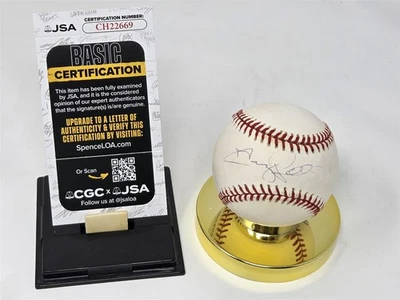 JSA
CERTIFICATION NUMBER:
CH22669
BASIC
CERTIFICATION
This item has been fully examined
by JSA, and it is the considered
opinion of our expert authenticators
that the signature(s) is/are genuine.
UPGRADE TO A LETTER OF
AUTHENTICITY & VERIFY THIS
CERTIFICATION BY VISITING:
SpenceLOA.com
Or Scan
CGC x JSA
Follow us at @jsaloa